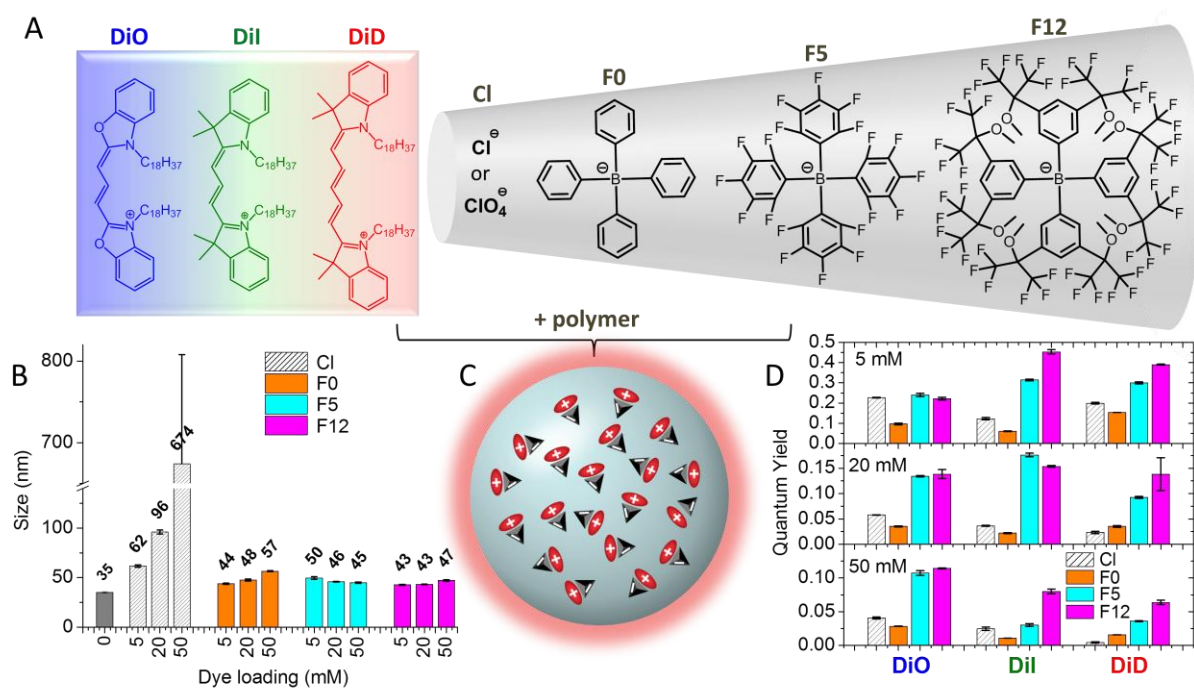 A
DiO
DiI
DiD
O
N
C18H37
C18H37
N
⊕
O
N
C18H37
C18H37
N
⊕
N
C18H37
C18H37
N
⊕
Cl
Cl⊖
or
ClO4⊖
F0
⊖
B
F5
F F F F F
F F F F F
⊖
B
F F F F F
F F F F F
F12
⊖
B
+ polymer
B
Size (nm)
800
700
100
50
0
35
62
96
674
44
48
57
50
46
45
43
43
47
Cl
F0
F5
F12
0
5
20
50
5
20
50
5
20
50
5
20
50
Dye loading (mM)
C
D
Quantum Yield
5 mM
0.5
0.4
0.3
0.2
0.1
0.0
20 mM
0.15
0.10
0.05
0.00
50 mM
0.10
0.05
0.00
Cl
F0
F5
F12
DiO
DiI
DiD